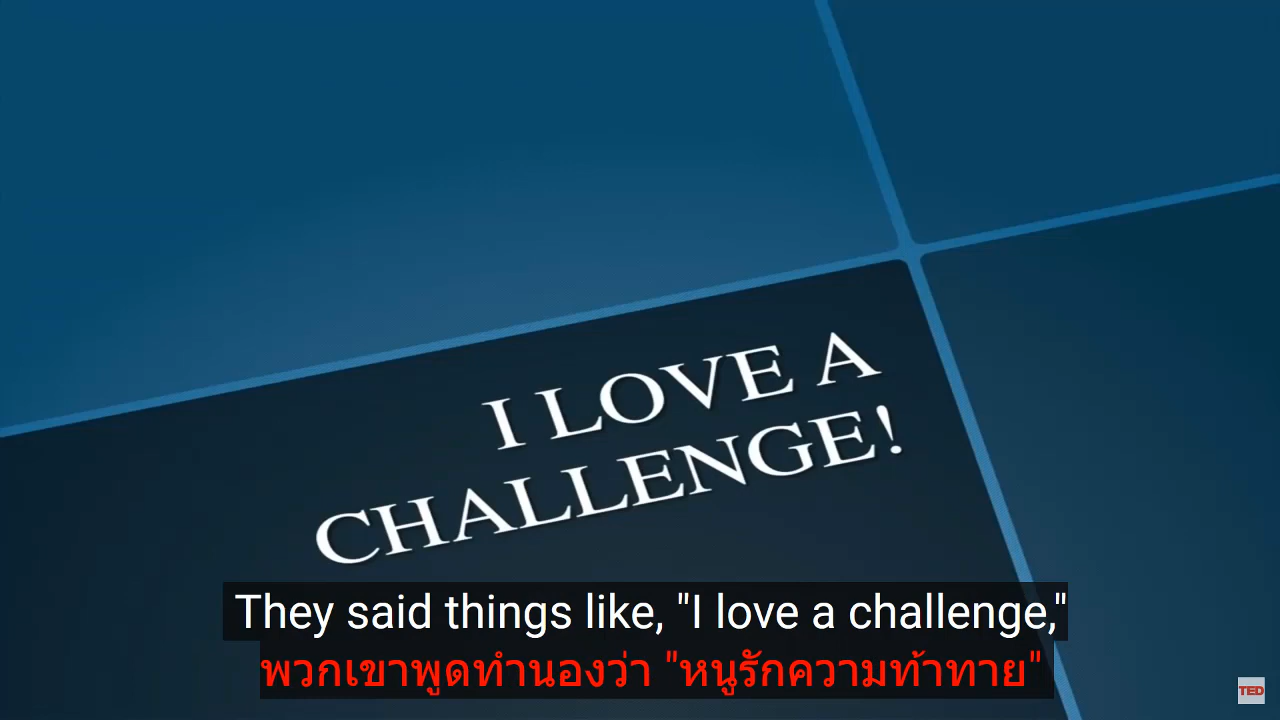 I LOVE A
CHALLENGE!
They said things like, "I love a challenge,"
พวกเขาพูดทำนองว่า "หนูรักความท้าทาย"
TED